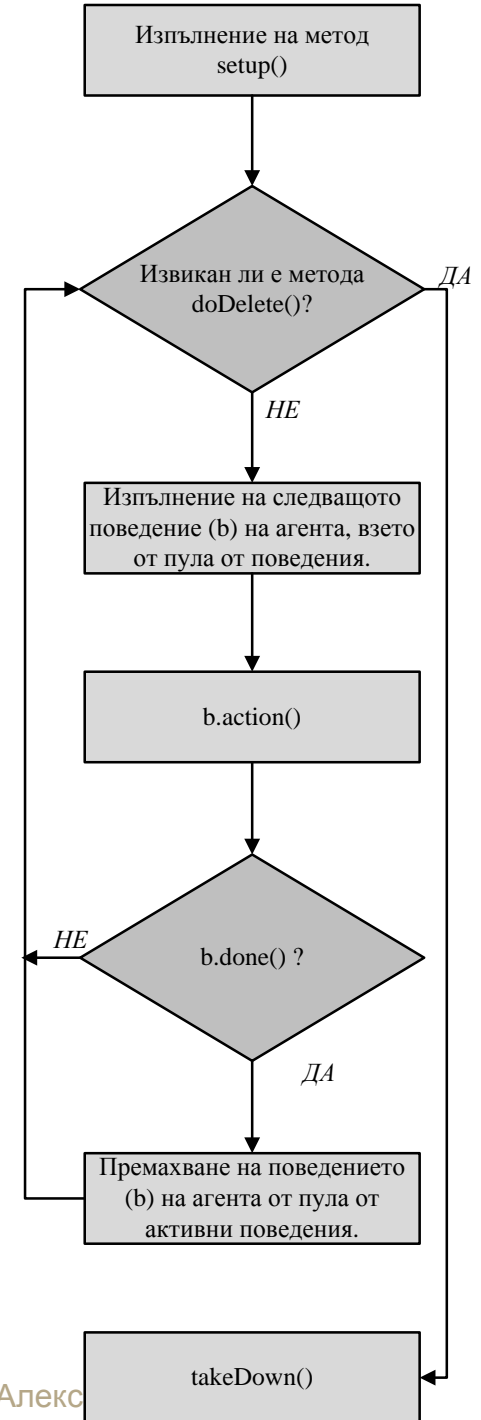 Изпълнение на метод
setup()
Извикан ли е метода
doDelete()?
ДА
НЕ
Изпълнение на следващото
поведение (b) на агента, взето
от пула от поведения.
b.action()
НЕ
b.done() ?
ДА
Премахване на поведението
(b) на агента от пула от
активни поведения.
takeDown()
Алекс